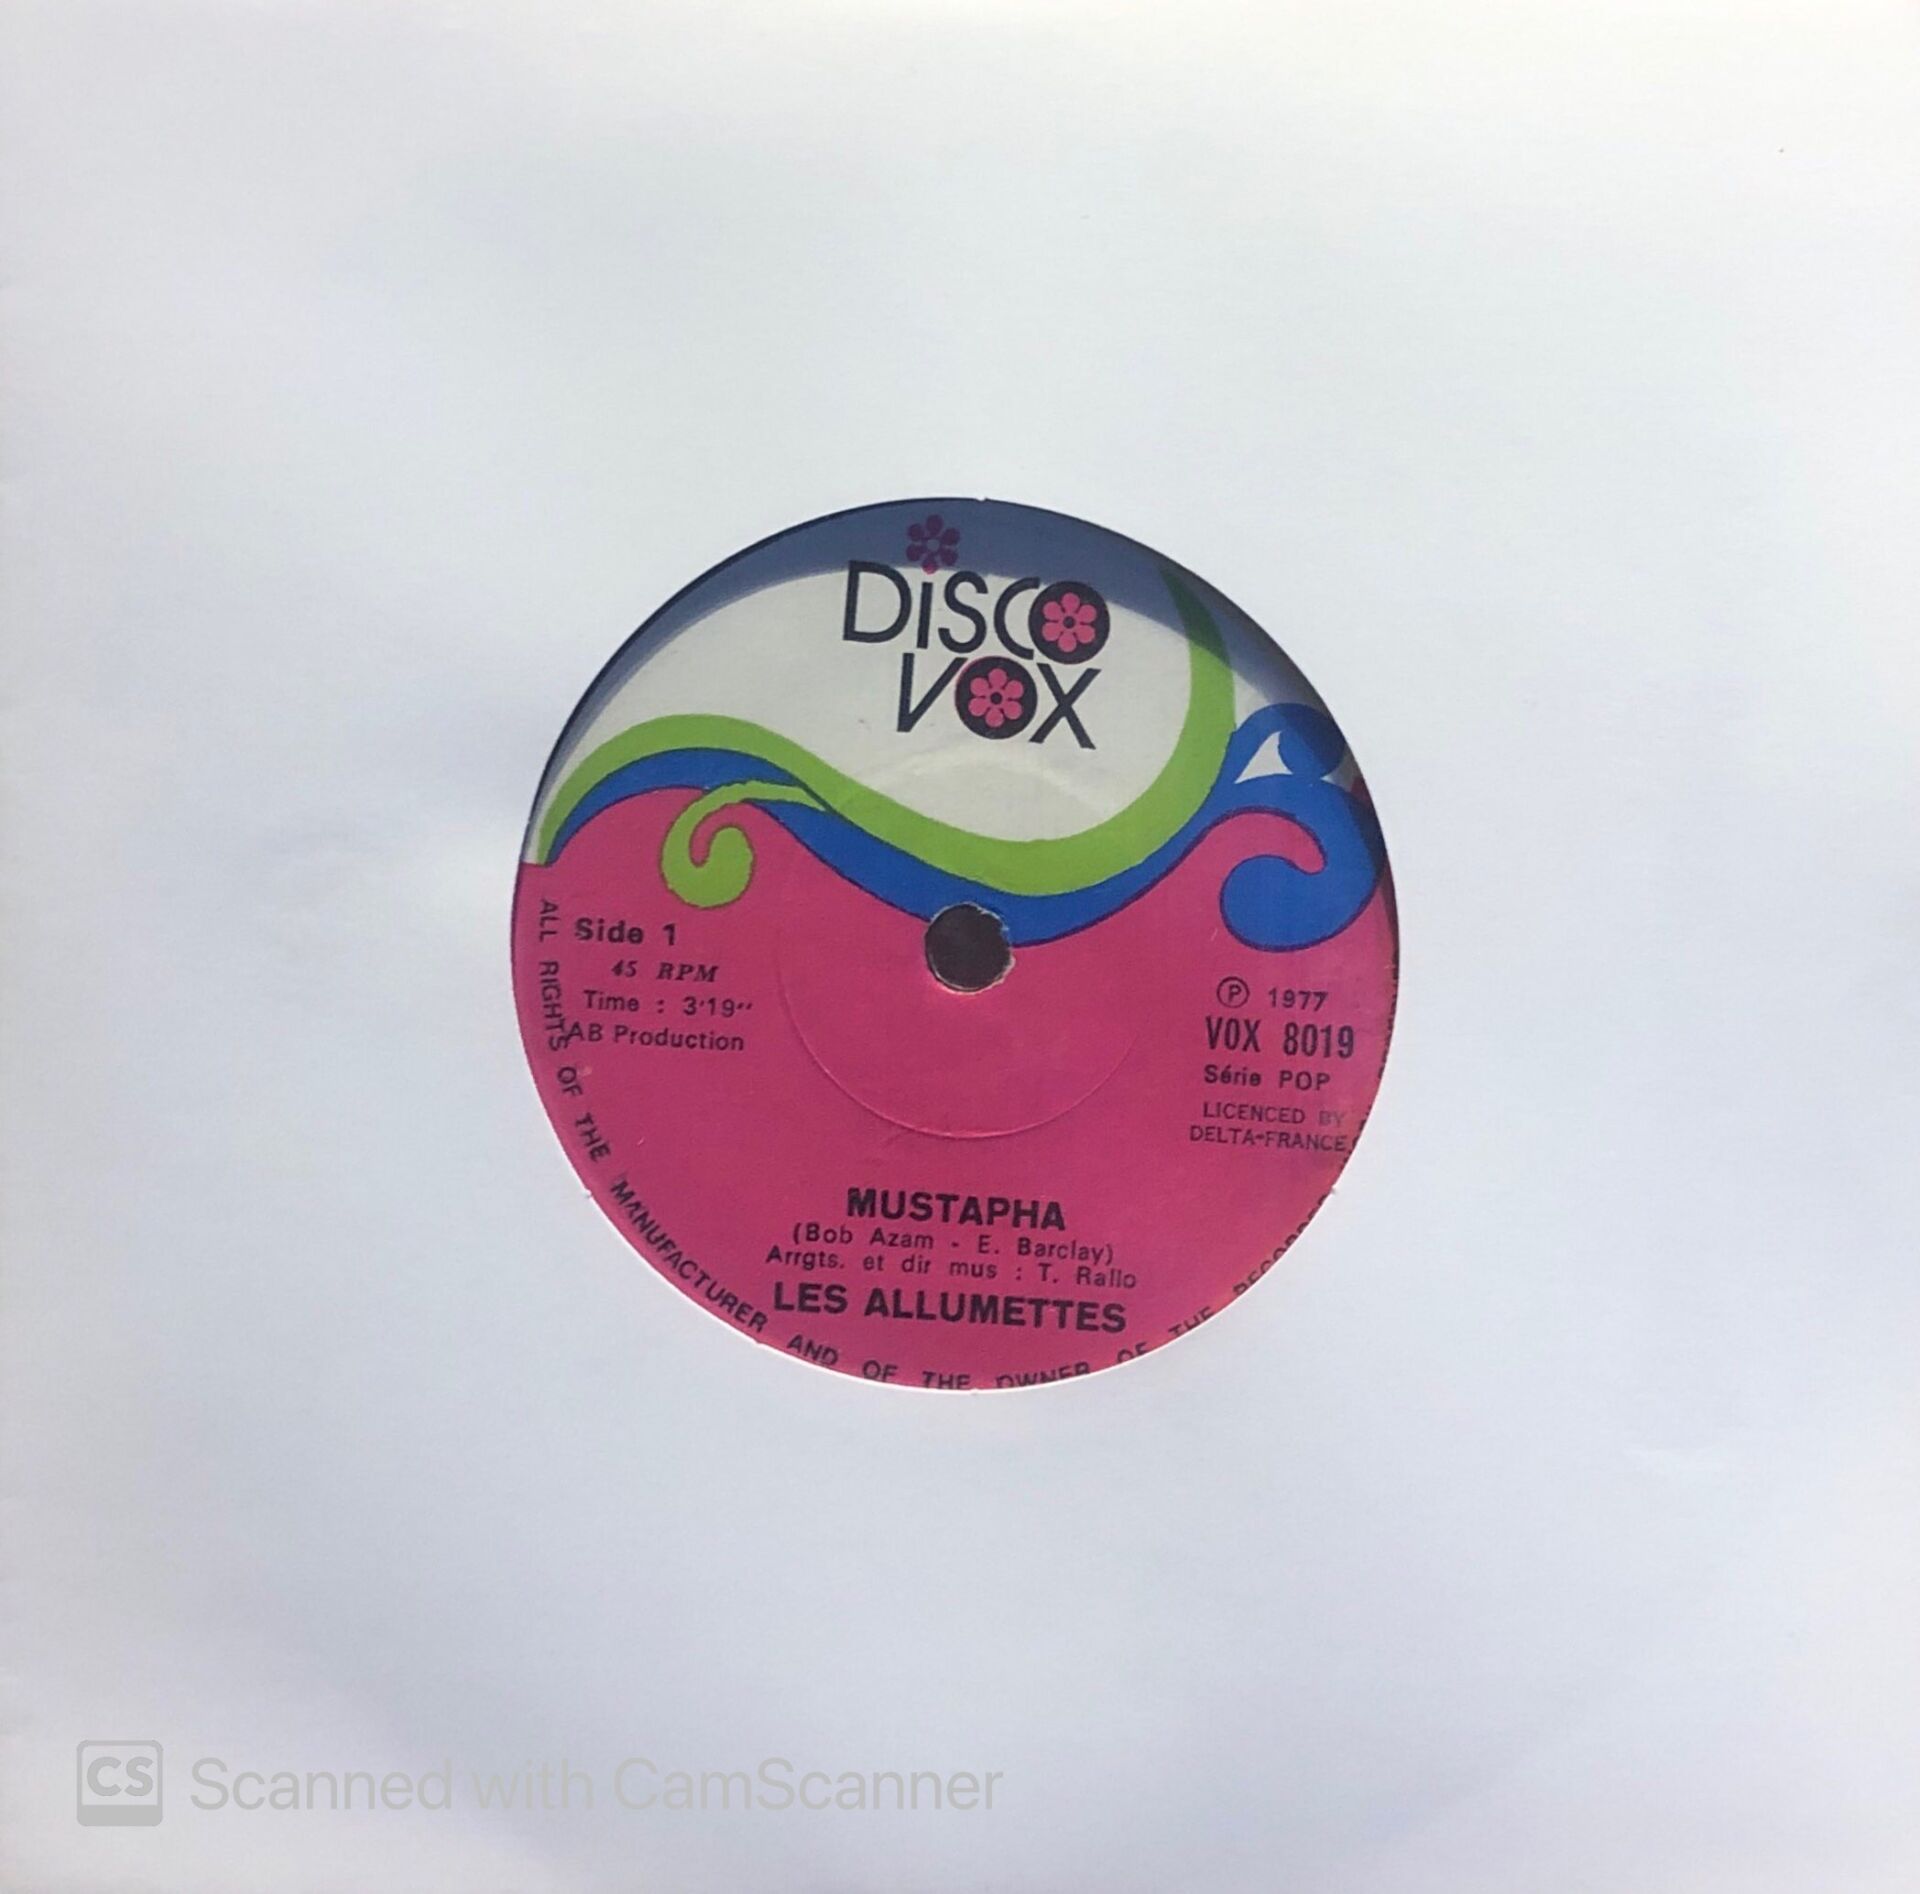 DiSCO
VOX
Side 1
45 RPM
Time : 3'19''
AB Production
℗ 1977
VOX 8019
Série POP
LICENCED BY
DELTA-FRANCE
MUSTAPHA
(Bob Azam - E. Barclay)
Arrgts. et dir mus : T. Rallo
LES ALLUMETTES
ALL RIGHTS OF THE MANUFACTURER AND OF THE OWNER OF THE RECORDED
CS Scanned with CamScanner